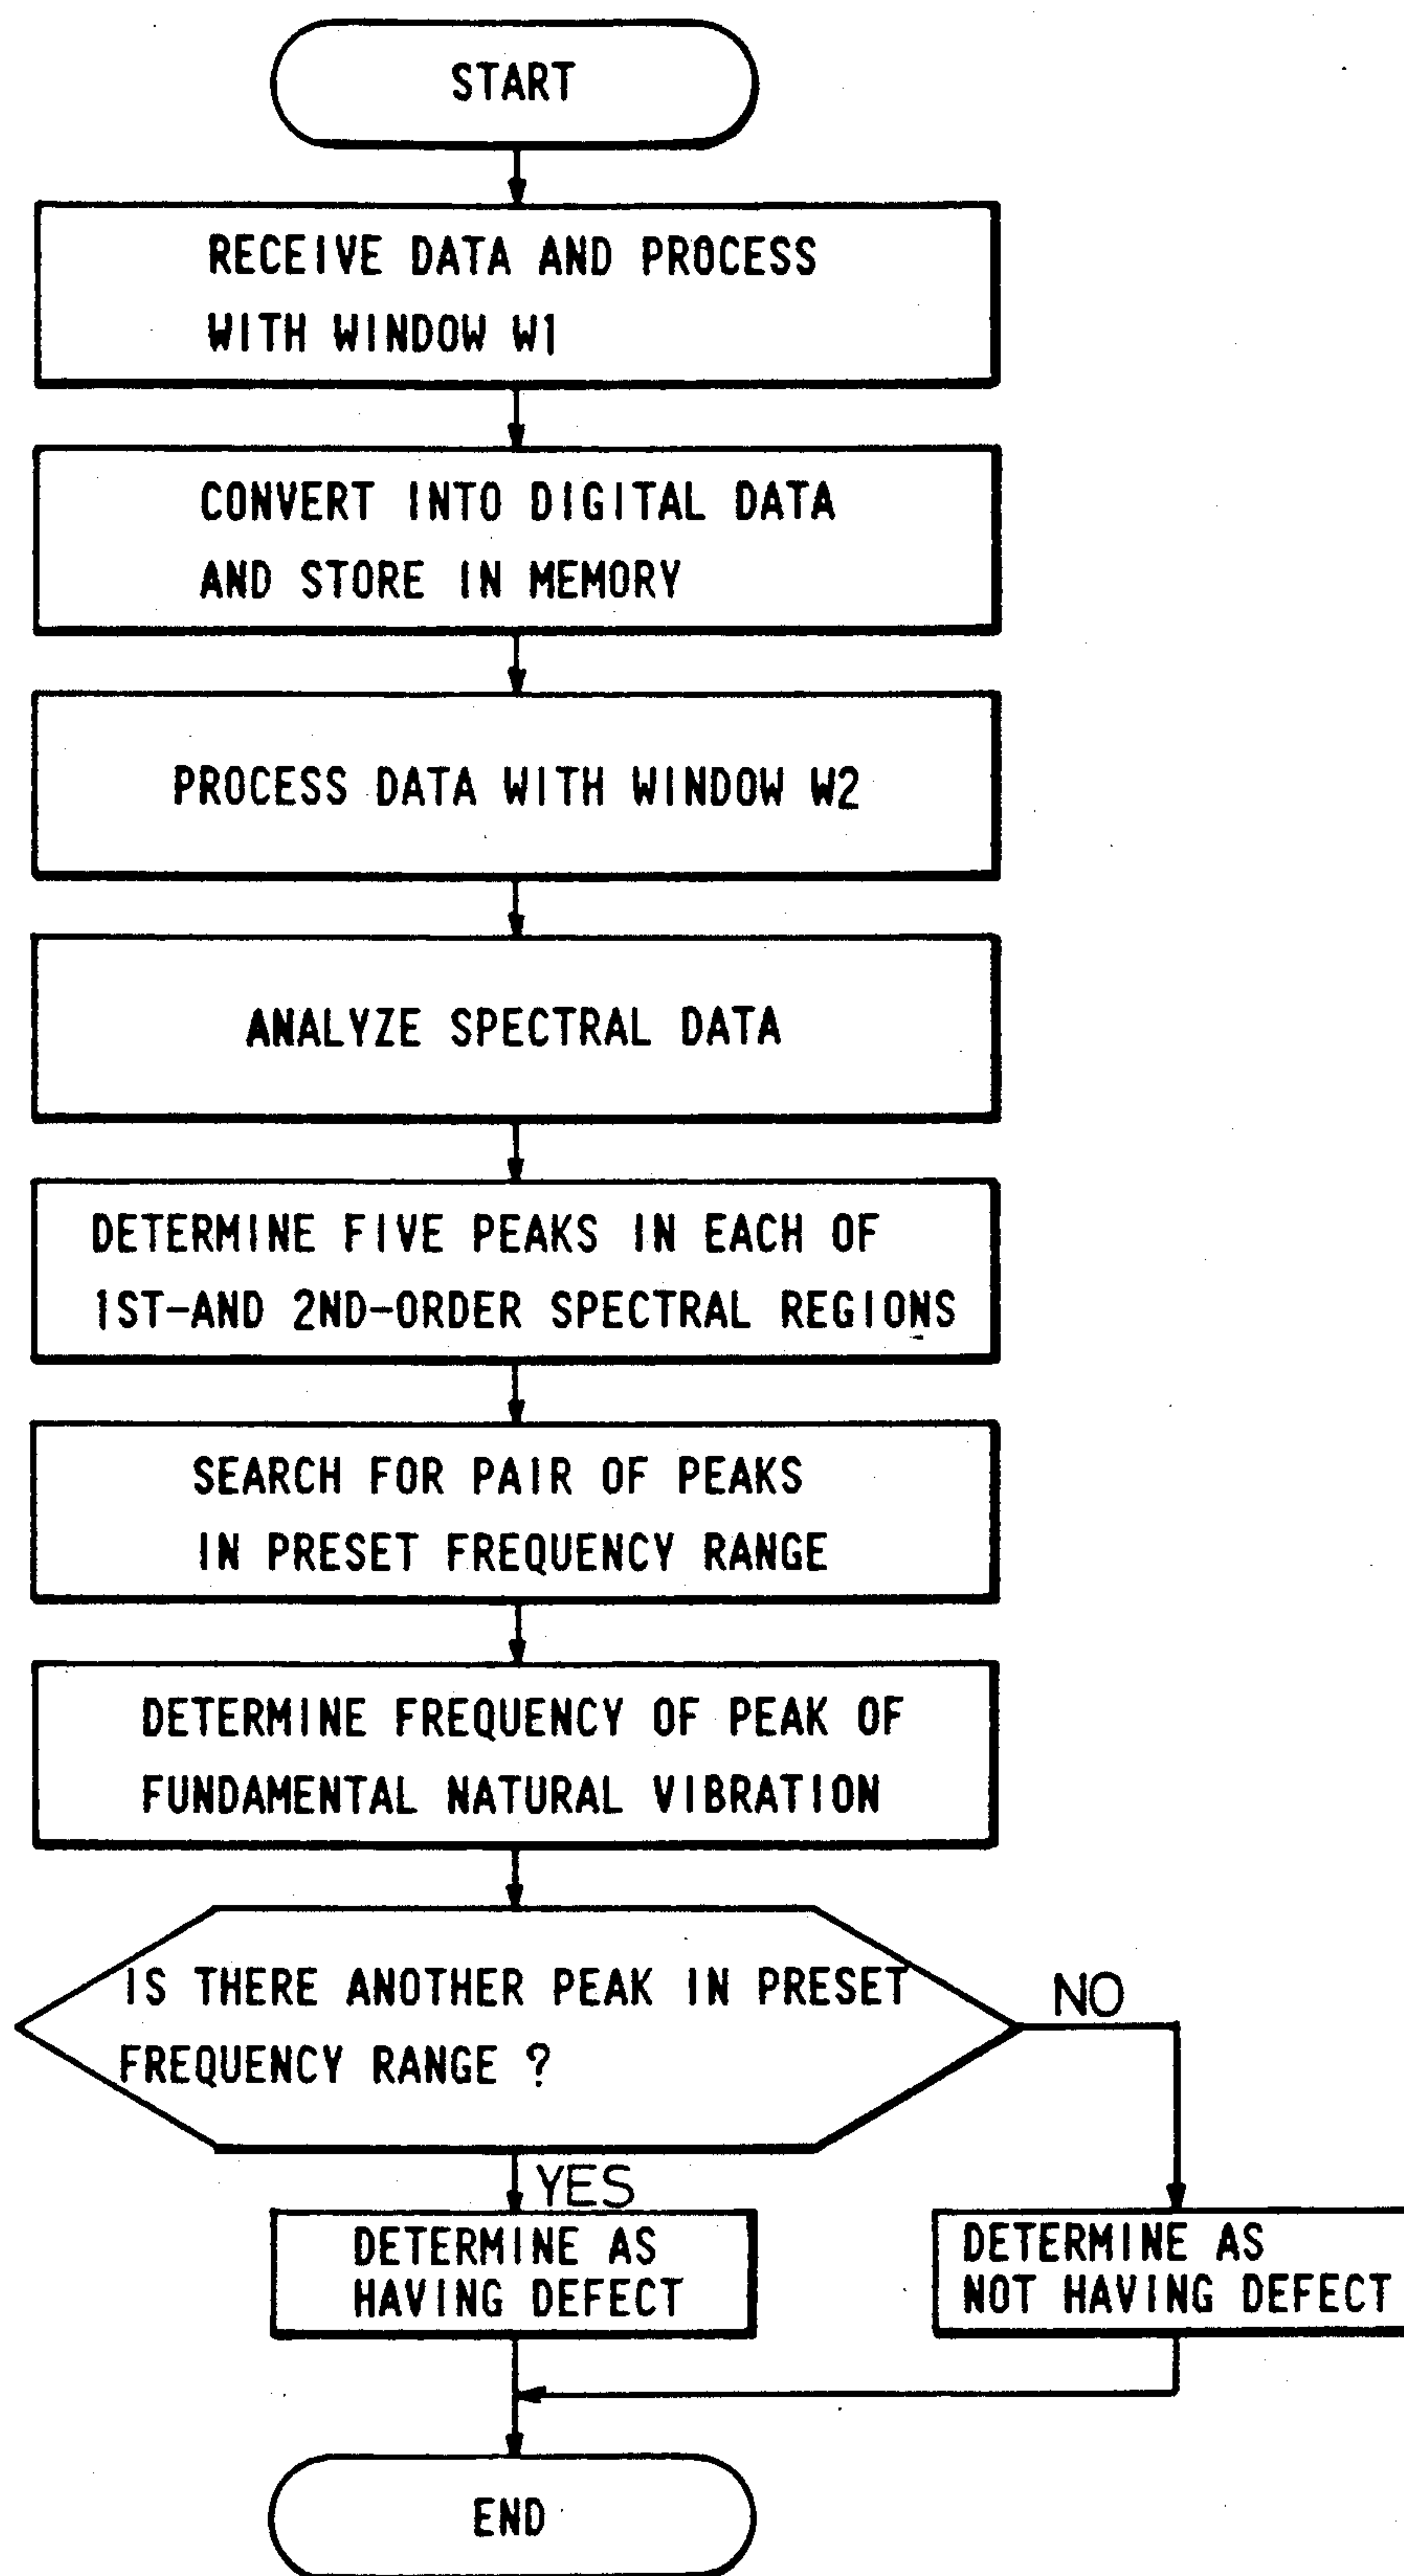 START
RECEIVE DATA AND PROCESS
WITH WINDOW W1
CONVERT INTO DIGITAL DATA
AND STORE IN MEMORY
PROCESS DATA WITH WINDOW W2
ANALYZE SPECTRAL DATA
DETERMINE FIVE PEAKS IN EACH OF
1ST-AND 2ND-ORDER SPECTRAL REGIONS
SEARCH FOR PAIR OF PEAKS
IN PRESET FREQUENCY RANGE
DETERMINE FREQUENCY OF PEAK OF
FUNDAMENTAL NATURAL VIBRATION
IS THERE ANOTHER PEAK IN PRESET
FREQUENCY RANGE ?
NO
YES
DETERMINE AS
HAVING DEFECT
DETERMINE AS
NOT HAVING DEFECT
END